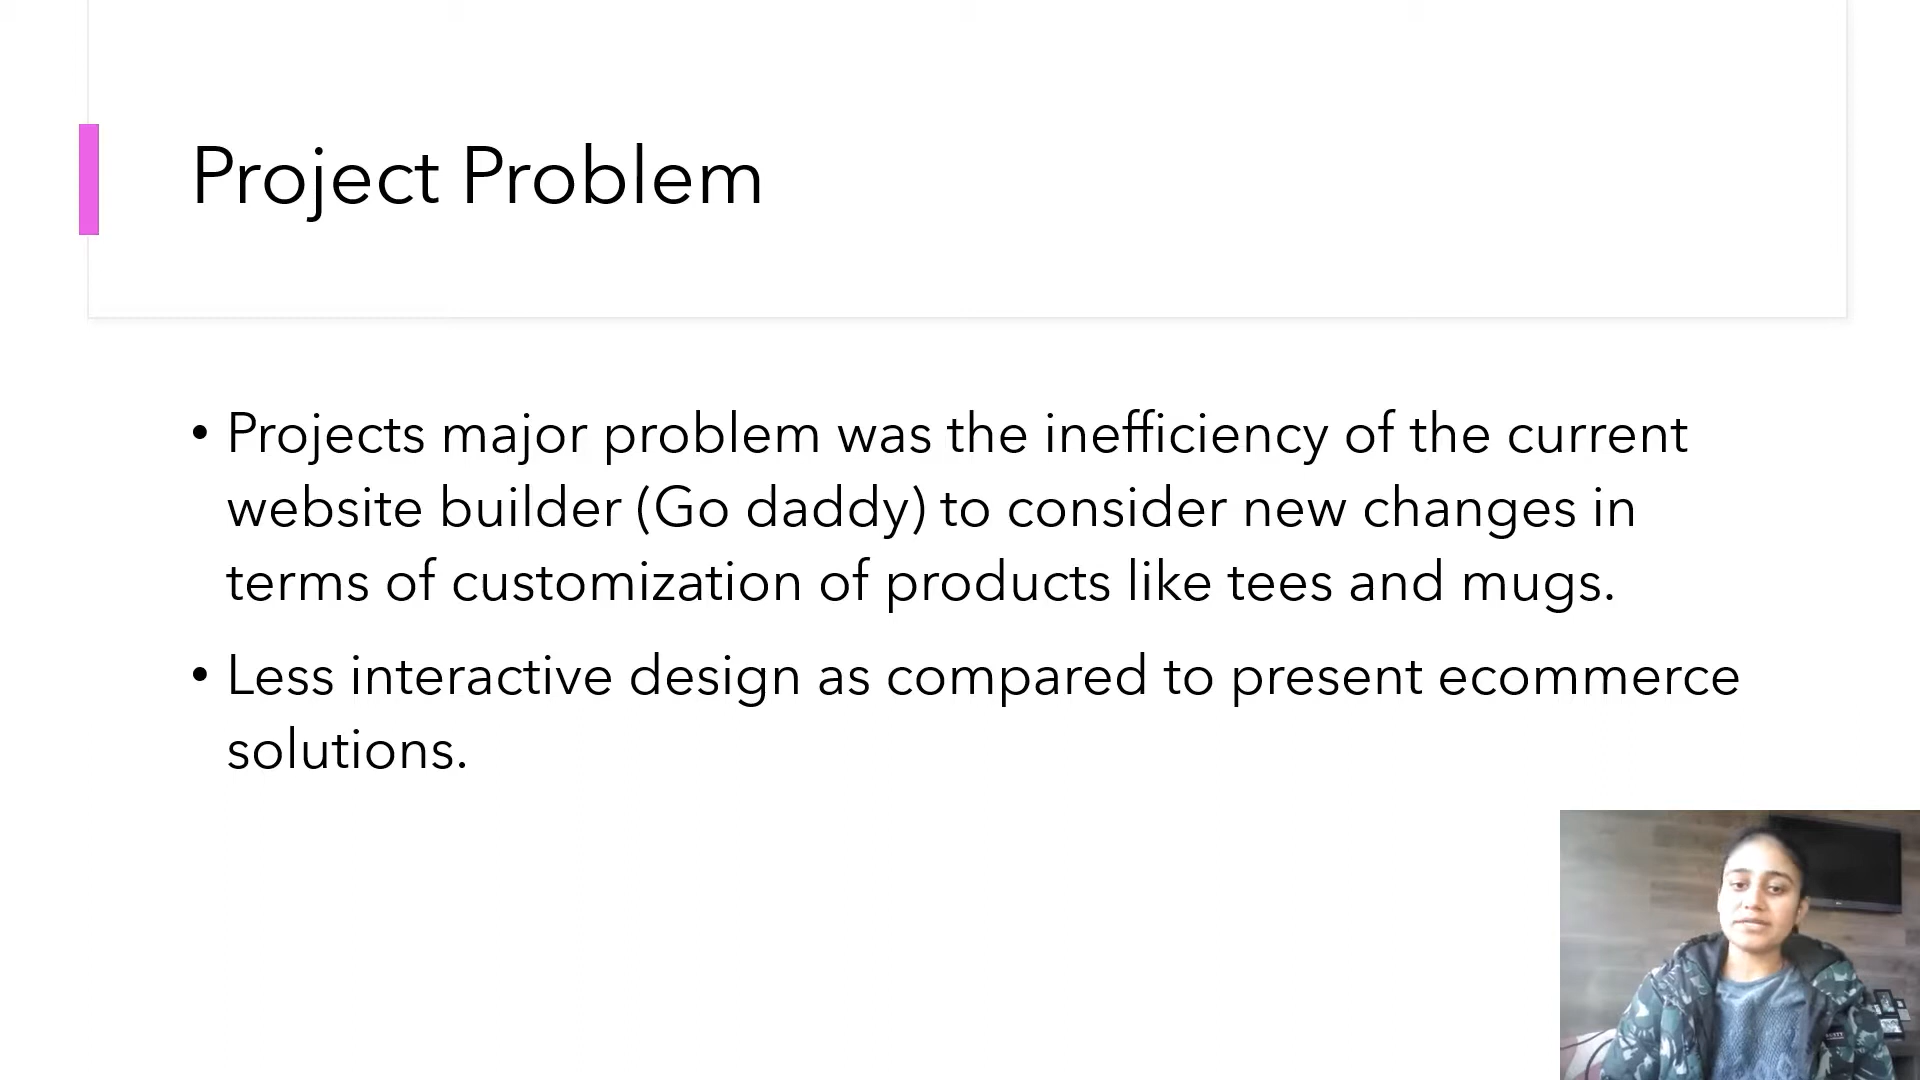 Project Problem
• Projects major problem was the inefficiency of the current
website builder (Go daddy) to consider new changes in
terms of customization of products like tees and mugs.
• Less interactive design as compared to present ecommerce
solutions.